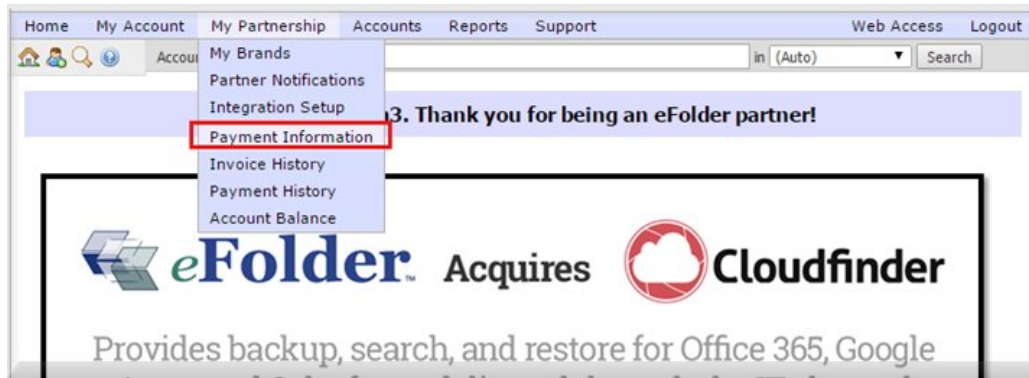 Home My Account My Partnership Accounts Reports Support Web Access Logout
Accou in (Auto) Search
My Brands
Partner Notifications
Integration Setup
3. Thank you for being an eFolder partner!
Payment Information
Invoice History
Payment History
Account Balance
eFolder™ Acquires Cloudfinder
Provides backup, search, and restore for Office 365, Google